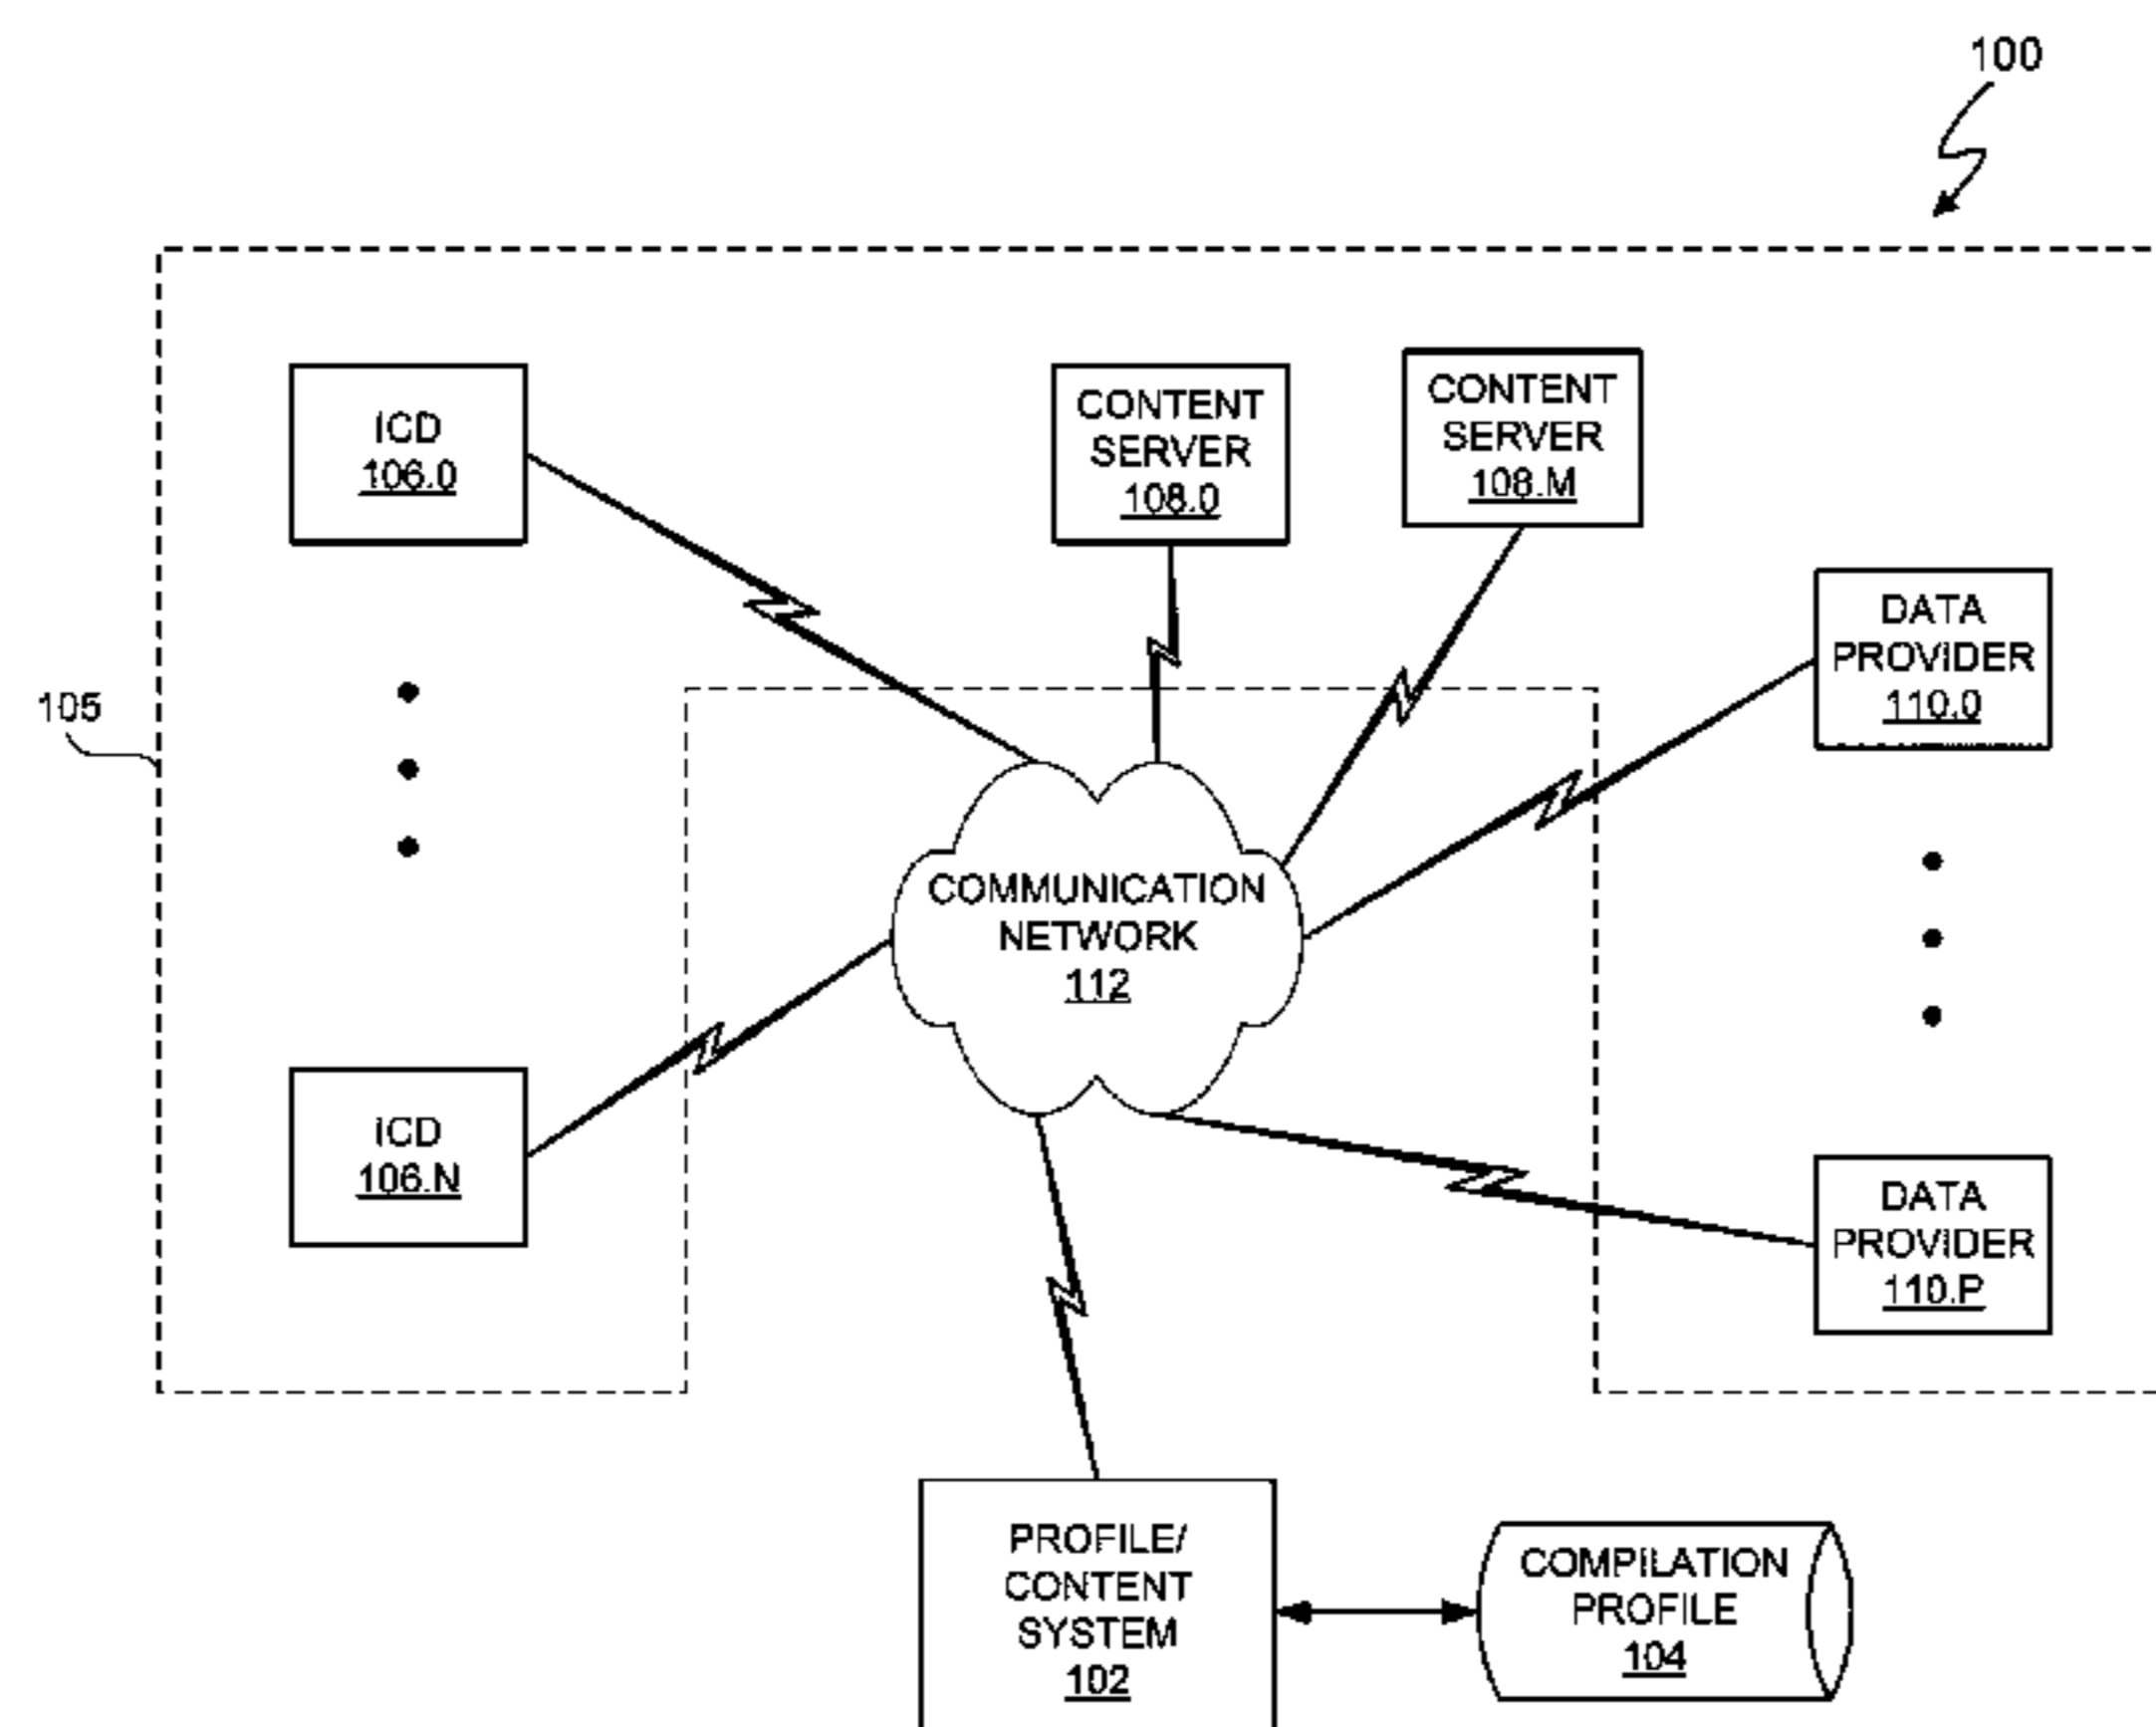 100
ICD
106.0
CONTENT
SERVER
108.0
CONTENT
SERVER
108.M
DATA
PROVIDER
110.0
105
COMMUNICATION
NETWORK
112
ICD
106.N
DATA
PROVIDER
110.P
PROFILE/
CONTENT
SYSTEM
102
COMPILATION
PROFILE
104